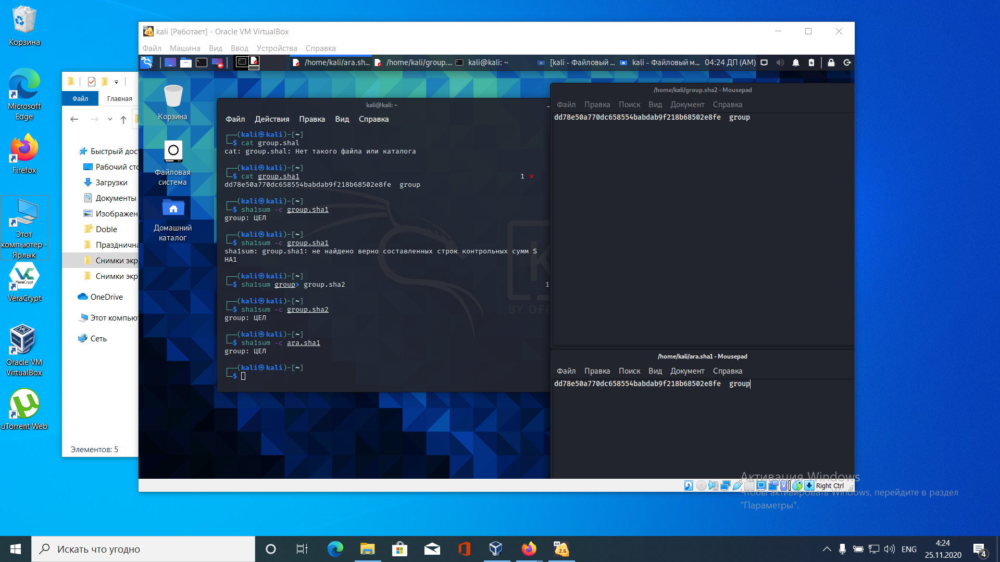 Корзина
Microsoft
Edge
Firefox
Этот
компьютер -
Ярлык
VeraCrypt
VeraCrypt
Oracle VM
VirtualBox
uTorrent Web
Файл
Главная
Быстрый дос
Рабочий сто
Загрузки
Документы
Изображен
Doble
Празднична
Снимки экр
Снимки экр
OneDrive
Этот компьют
Сеть
Элементов: 5
kali [Работает] - Oracle VM VirtualBox
Файл Машина Вид Ввод Устройства Справка
/home/kali/ara.sh... /home/kali/group.... kali@kali: ~ [kali - Файловый ... kali - Файловый м... 04:24 ДП (AM)
Корзина
Файловая
система
Домашний
каталог
kali@kali: ~
Файл Действия Правка Вид Справка
┌──(kali㉿kali)-[~]
└─$ cat group.shal
cat: group.shal: Нет такого файла или каталога
┌──(kali㉿kali)-[~]
└─$ cat group.sha1 1 ⨯
dd78e50a770dc658554babdab9f218b68502e8fe  group
┌──(kali㉿kali)-[~]
└─$ sha1sum -c group.sha1
group: ЦЕЛ
┌──(kali㉿kali)-[~]
└─$ sha1sum -c group.sha1
sha1sum: group.sha1: не найдено верно составленных строк контрольных сумм S
HA1
┌──(kali㉿kali)-[~]
└─$ sha1sum group> group.sha2 1
┌──(kali㉿kali)-[~]
└─$ sha1sum -c group.sha2
group: ЦЕЛ
┌──(kali㉿kali)-[~]
└─$ sha1sum -c ara.sha1
group: ЦЕЛ
┌──(kali㉿kali)-[~]
└─$
BY OFF
/home/kali/group.sha2 - Mousepad
Файл Правка Поиск Вид Документ Справка
dd78e50a770dc658554babdab9f218b68502e8fe  group
/home/kali/ara.sha1 - Mousepad
Файл Правка Поиск Вид Документ Справка
dd78e50a770dc658554babdab9f218b68502e8fe  group
Right Ctrl
Активация Windows
Чтобы активировать Windows, перейдите в раздел
"Параметры".
Искать что угодно
64
2.6
ENG
4:24
25.11.2020
4